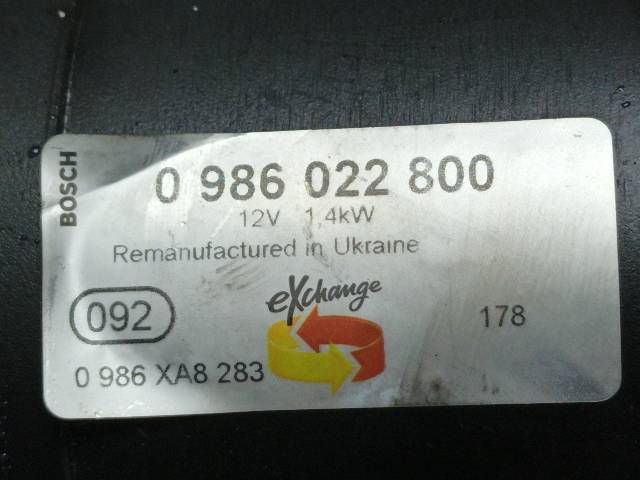 BOSCH
0 986 022 800
12V 1,4kW
Remanufactured in Ukraine
eXchange
092
178
0 986 XA8 283